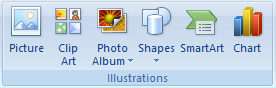 Picture Clip Photo Shapes SmartArt Chart
Art Album
Illustrations